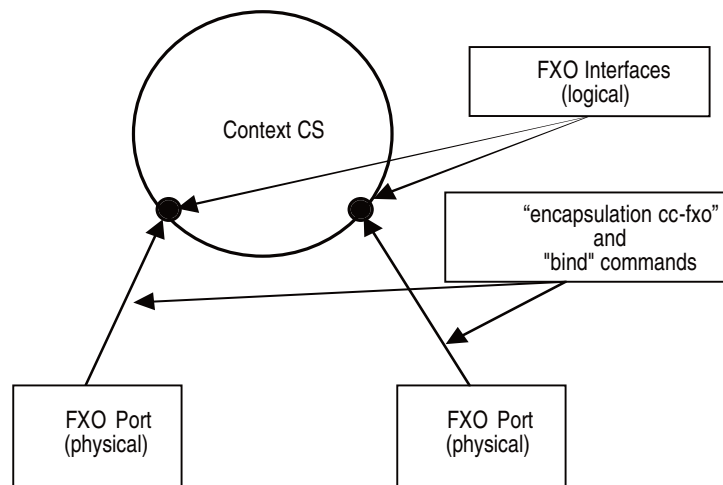 FXO Interfaces
(logical)
Context CS
“encapsulation cc-fxo”
and
"bind" commands
FXO Port
(physical)
FXO Port
(physical)